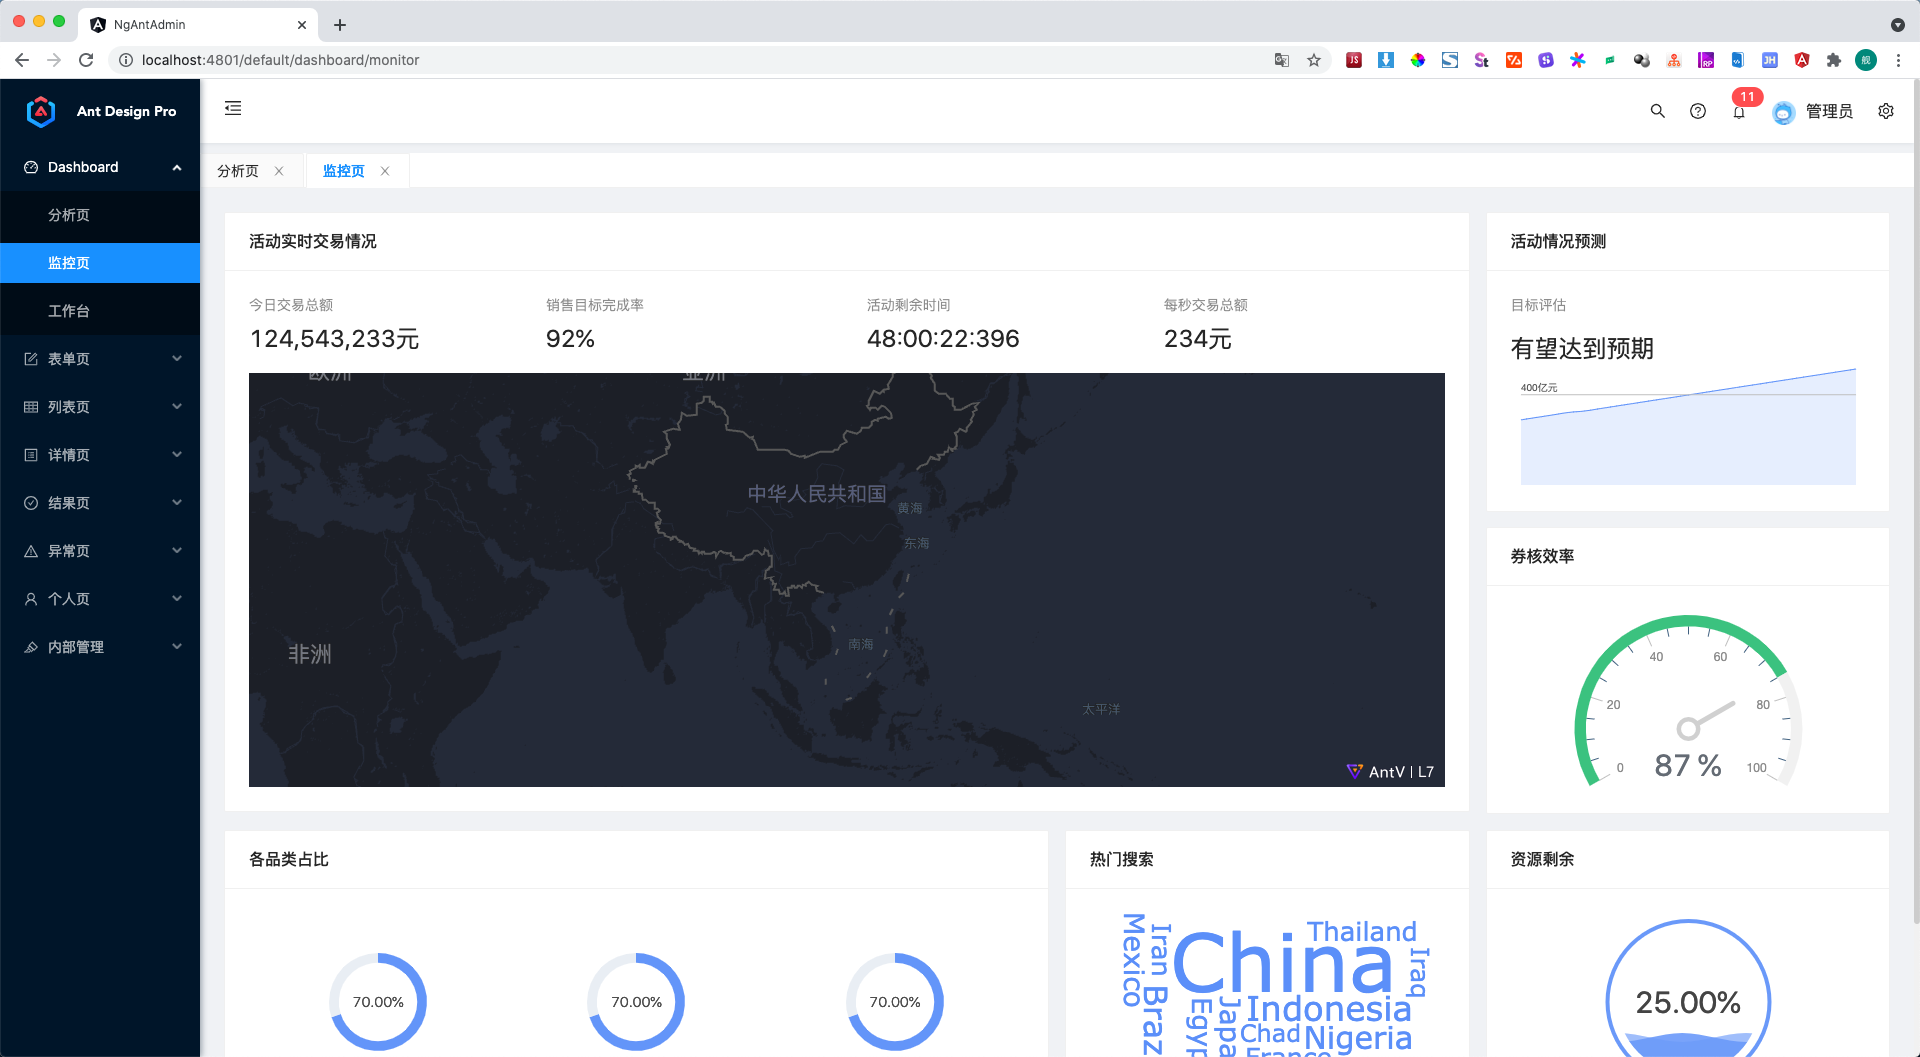 NgAntAdmin
localhost:4801/default/dashboard/monitor
Ant Design Pro
11
管理员
Dashboard
分析页
监控页
工作台
表单页
列表页
详情页
结果页
异常页
个人页
内部管理
分析页
监控页
活动实时交易情况
今日交易总额
124,543,233元
销售目标完成率
92%
活动剩余时间
48:00:22:396
每秒交易总额
234元
欧洲
亚洲
中华人民共和国
黄海
东海
南海
非洲
太平洋
AntV | L7
活动情况预测
目标评估
有望达到预期
400亿元
券核效率
0
20
40
60
80
100
87 %
各品类占比
70.00%
70.00%
70.00%
热门搜索
Mexico
Iran
China
Thailand
Iraq
Indonesia
Chad
Nigeria
资源剩余
25.00%